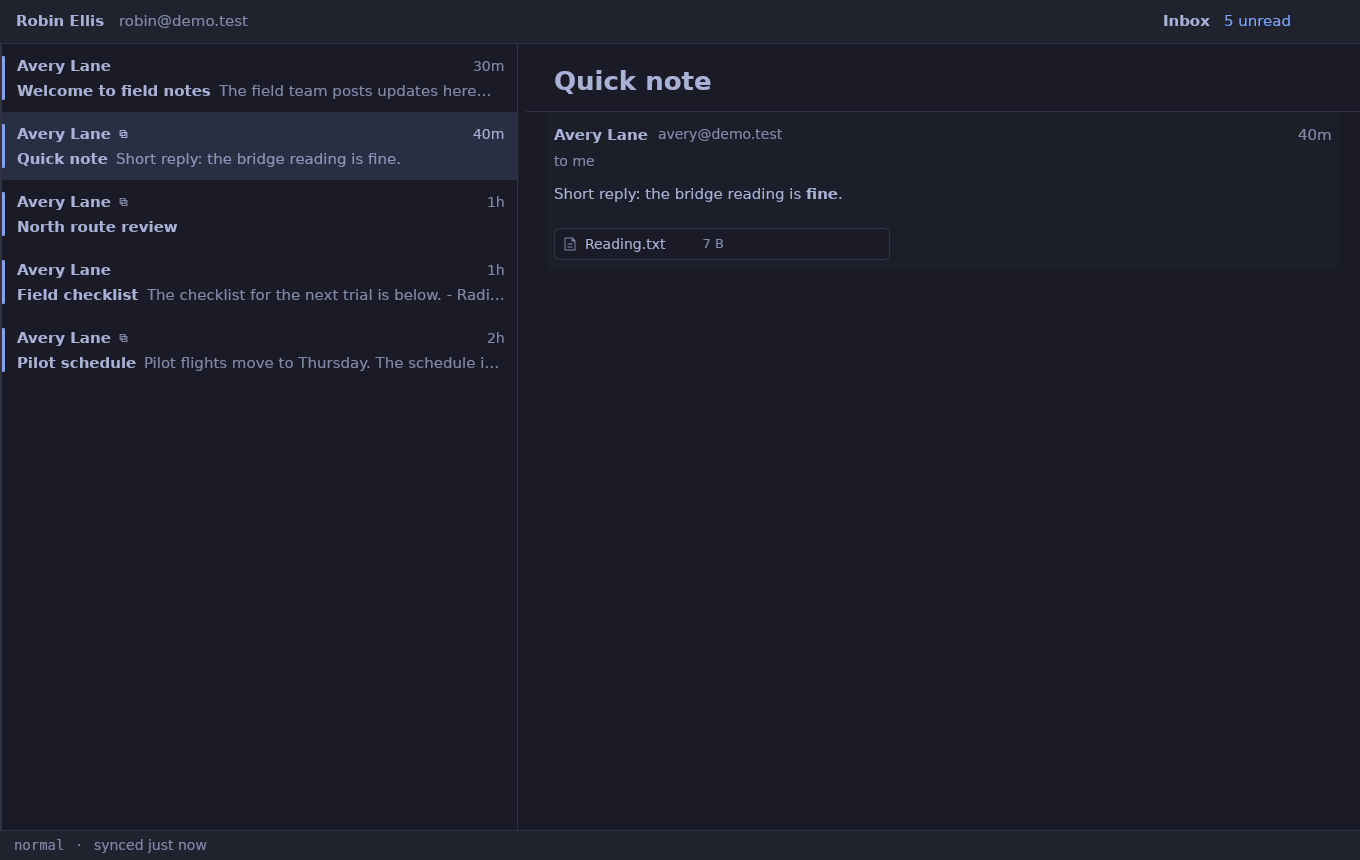 Robin Ellis robin@demo.test Inbox 5 unread
Avery Lane 30m
Welcome to field notes The field team posts updates here…
Avery Lane 40m
Quick note Short reply: the bridge reading is fine.
Avery Lane 1h
North route review
Avery Lane 1h
Field checklist The checklist for the next trial is below. - Radi…
Avery Lane 2h
Pilot schedule Pilot flights move to Thursday. The schedule i…
Quick note
Avery Lane avery@demo.test 40m
to me
Short reply: the bridge reading is fine.
Reading.txt 7 B
normal · synced just now